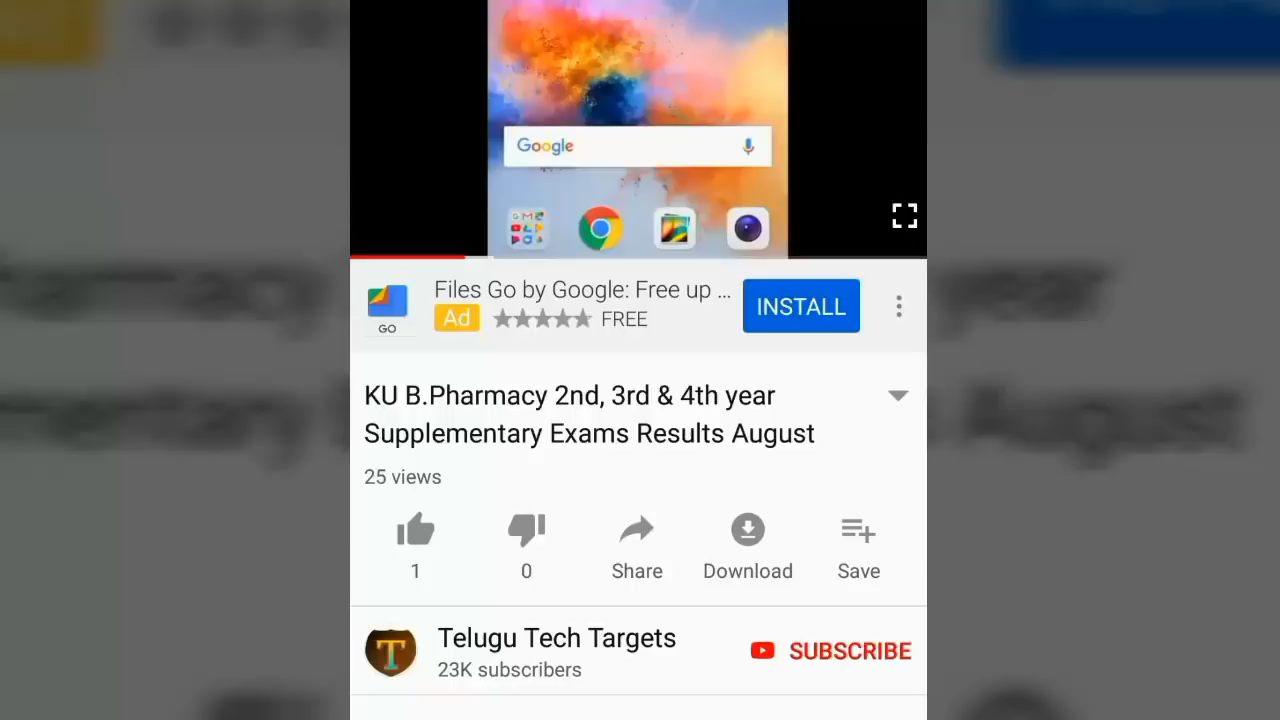 Google
Files Go by Google: Free up ...
GO
Ad FREE
INSTALL
KU B.Pharmacy 2nd, 3rd & 4th year
Supplementary Exams Results August
25 views
1 0 Share Download Save
T Telugu Tech Targets
23K subscribers
SUBSCRIBE